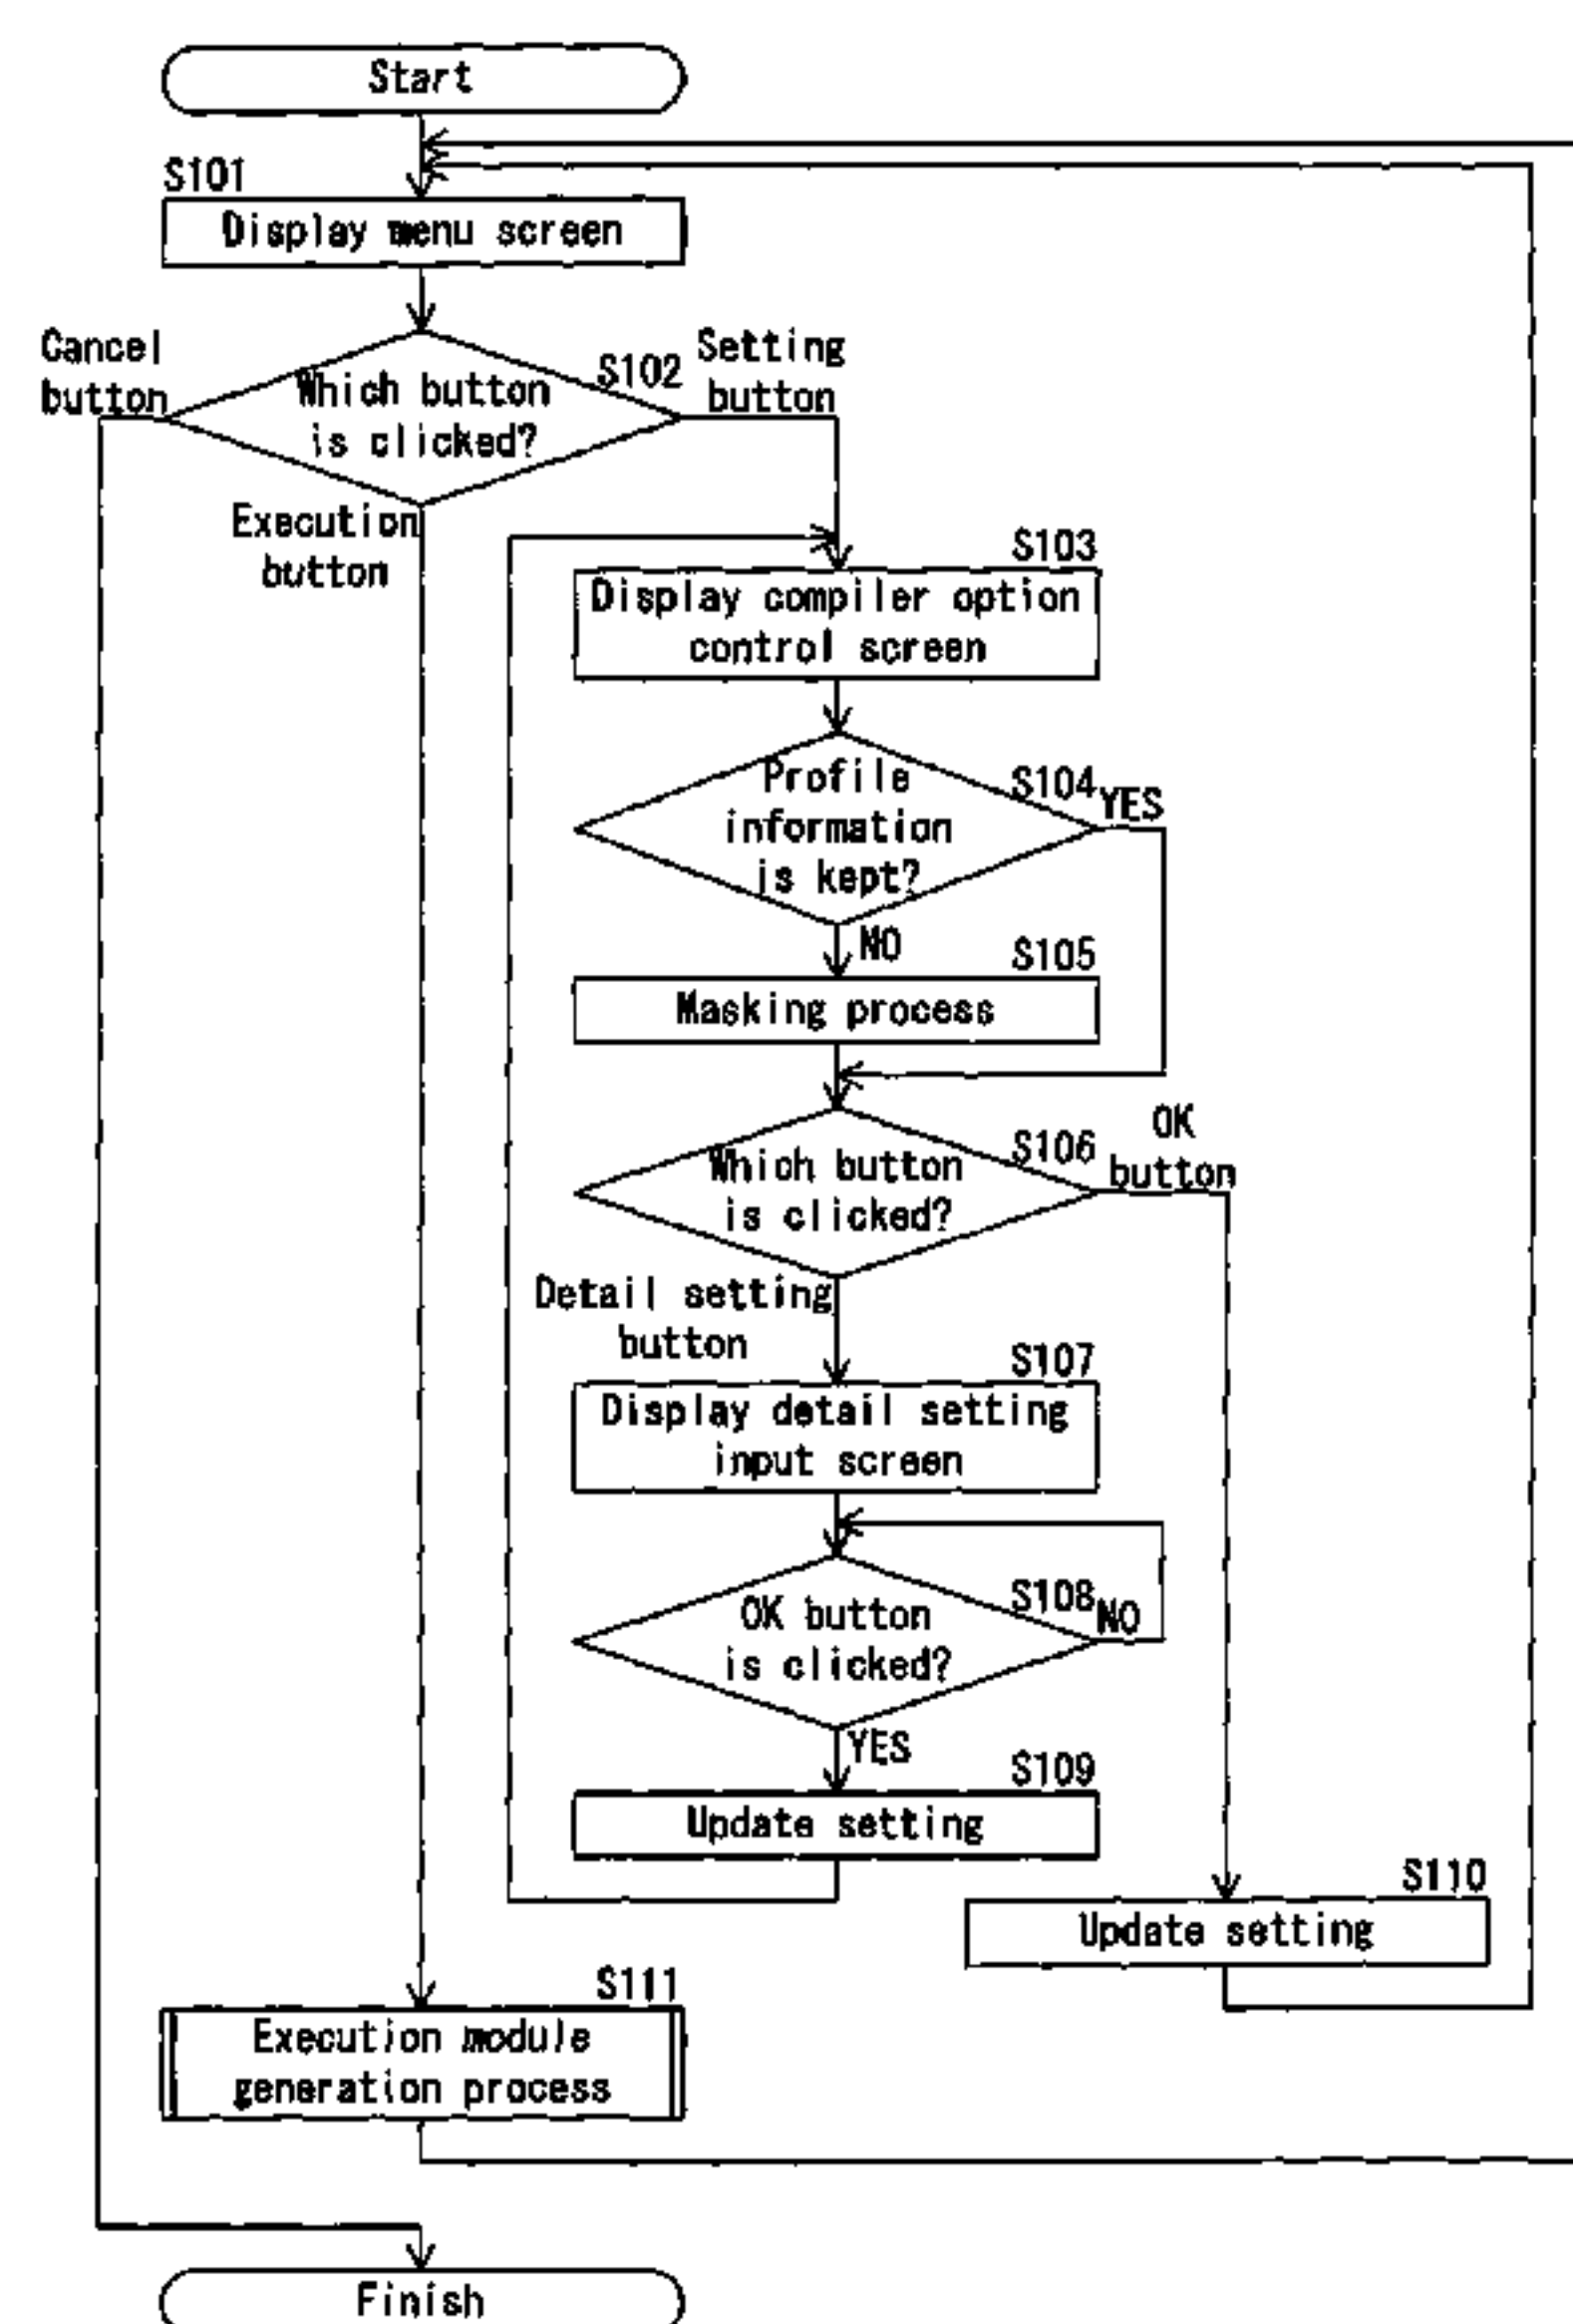 Start
S101
Display menu screen
Cancel
button
Which button
is clicked?
S102
Setting
button
Execution
button
S103
Display compiler option
control screen
Profile
information
is kept?
S104
YES
NO
S105
Masking process
Which button
is clicked?
S106
OK
button
Detail setting
button
S107
Display detail setting
input screen
OK button
is clicked?
S108
NO
YES
S109
Update setting
S110
Update setting
S111
Execution module
generation process
Finish